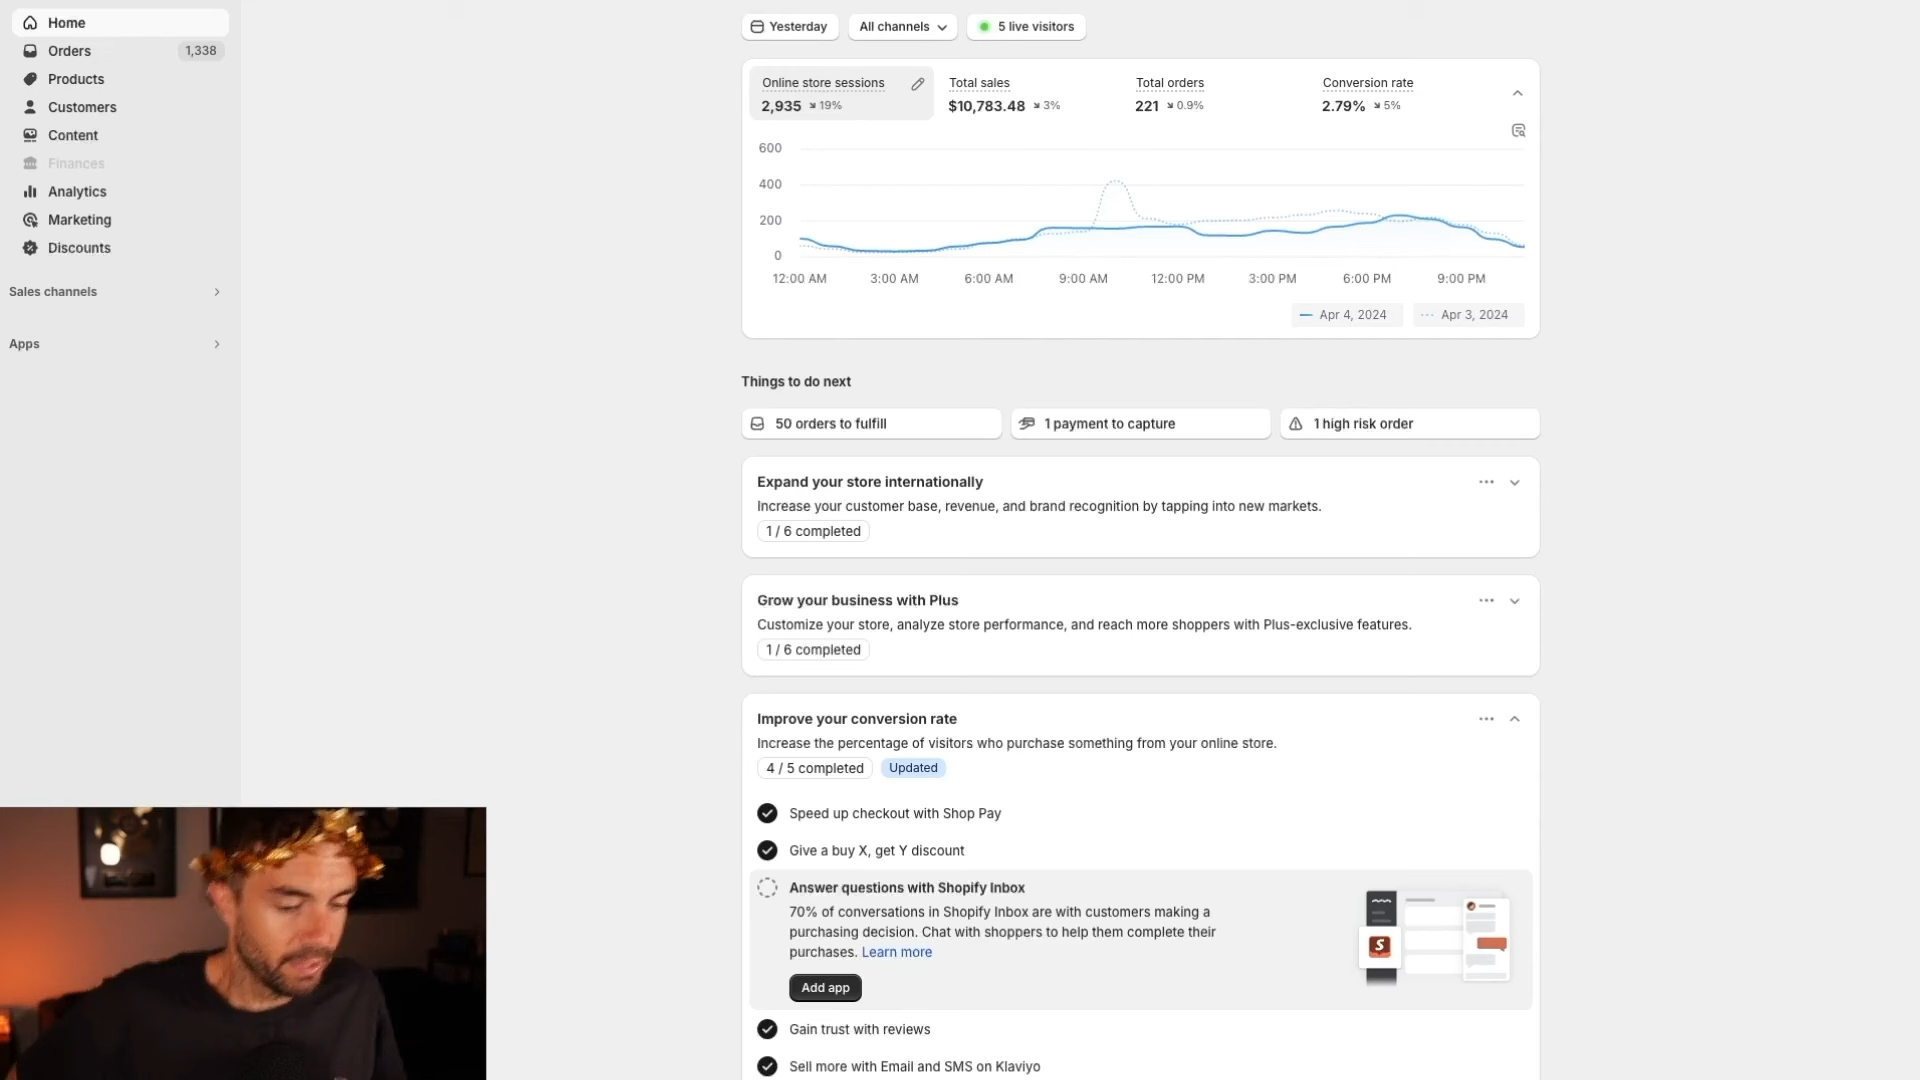 Home
Orders 1,338
Products
Customers
Content
Finances
Analytics
Marketing
Discounts
Sales channels
Apps
Yesterday All channels 5 live visitors
Online store sessions Total sales Total orders Conversion rate
2,935 19% $10,783.48 3% 221 0.9% 2.79% 5%
600
400
200
0
12:00 AM 3:00 AM 6:00 AM 9:00 AM 12:00 PM 3:00 PM 6:00 PM 9:00 PM
Apr 4, 2024 Apr 3, 2024
Things to do next
50 orders to fulfill 1 payment to capture 1 high risk order
Expand your store internationally
Increase your customer base, revenue, and brand recognition by tapping into new markets.
1 / 6 completed
Grow your business with Plus
Customize your store, analyze store performance, and reach more shoppers with Plus-exclusive features.
1 / 6 completed
Improve your conversion rate
Increase the percentage of visitors who purchase something from your online store.
4 / 5 completed Updated
Speed up checkout with Shop Pay
Give a buy X, get Y discount
Answer questions with Shopify Inbox
70% of conversations in Shopify Inbox are with customers making a
purchasing decision. Chat with shoppers to help them complete their
purchases. Learn more
Add app
Gain trust with reviews
Sell more with Email and SMS on Klaviyo